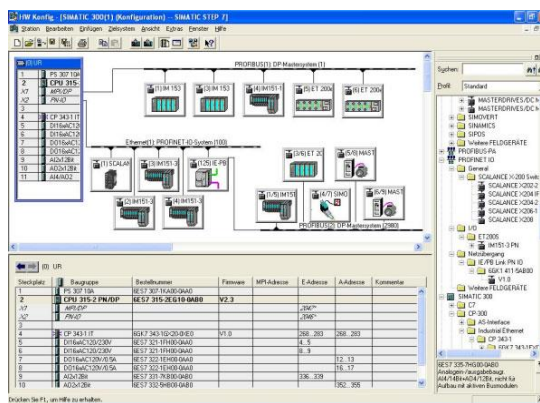 HW Konfig - [SIMATIC 300(1) (Konfiguration) -- SIMATIC STEP 7]
Station Bearbeiten Einfügen Zielsystem Ansicht Extras Fenster Hilfe
(0) UR
1 PS 307 10A
2 CPU 315-
X1 MPI/DP
X2 PN-IO
3
4 CP 343-1 IT
5 DI16xAC12
6 DI16xAC12
7 DO16xAC1
8 DO16xAC1
9 AI2x12Bit
10 AO2x12Bit
11 AI4/AO2
PROFIBUS(1): DP-Mastersystem (1)
(1) IM 153
(3) IM 153
(4) IM151-1
(5) ET 200
(6) ET 200
Ethernet(1): PROFINET-IO-System (100)
(1) SCALAN
(3) IM151-3
(125) IE-PB
(2) IM151-3
(4) IM151-3
(3/6) ET 20
(5/8) MAST
(1/5) IM151
(4/7) SIMO
(6/9) MAST
PROFIBUS(2): DP-Mastersystem (2980)
Suchen:
Profil: Standard
MASTERDRIVES/DC M
MASTERDRIVES/DC M
SIMOVERT
SINAMICS
SIPOS
Weitere FELDGERÄTE
PROFIBUS-PA
PROFINET IO
General
SCALANCE X-200 Switc
SCALANCE X202-2
SCALANCE X204 IF
SCALANCE X204-2
SCALANCE X206-1
SCALANCE X208
I/O
ET200S
IM151-3 PN
Netzübergang
IE/PB Link PN IO
6GK1 411-5AB00
V1.0
Weitere FELDGERÄTE
SIMATIC 300
C7
CP-300
AS-Interface
Industrial Ethernet
CP 343-1
(0) UR
Steckplatz Baugruppe Bestellnummer Firmware MPI-Adresse E-Adresse A-Adresse Kommentar
1 PS 307 10A 6ES7 307-1KA00-0AA0
2 CPU 315-2 PN/DP 6ES7 315-2EG10-0AB0 V2.3
X1 MPI/DP 2047*
X2 PN-IO 2046*
3
4 CP 343-1 IT 6GK7 343-1GX20-0XE0 V1.0 268...283 268...283
5 DI16xAC120/230V 6ES7 321-1FH00-0AA0 4...5
6 DI16xAC120/230V 6ES7 321-1FH00-0AA0 8...9
7 DO16xAC120V/0.5A 6ES7 322-1EH00-0AA0 12...13
8 DO16xAC120V/0.5A 6ES7 322-1EH00-0AA0 16...17
9 AI2x12Bit 6ES7 331-7KB00-0AB0 336...339
10 AO2x12Bit 6ES7 332-5HB00-0AB0 352...355
6ES7 335-7HG00-0AB0
Analogein-/ausgabebaugr.
AI4/14Bit+AO4/12Bit, nicht für
Aufbau mit aktiven Busmodulen
Drücken Sie F1, um Hilfe zu erhalten.